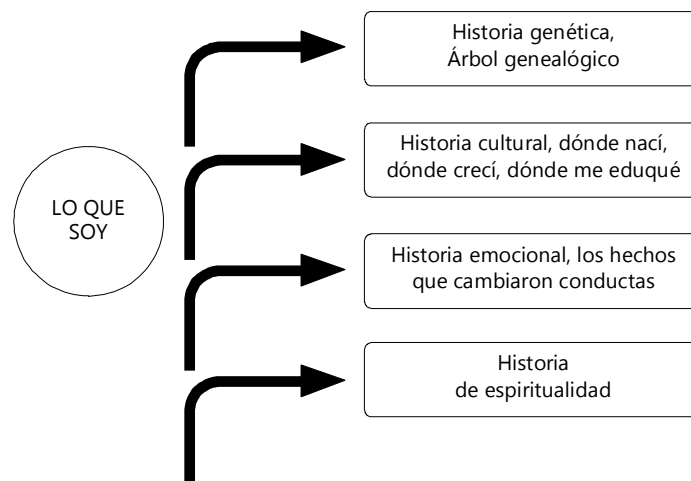 LO QUE
SOY
Historia genética,
Árbol genealógico
Historia cultural, dónde nací,
dónde crecí, dónde me eduqué
Historia emocional, los hechos
que cambiaron conductas
Historia
de espiritualidad